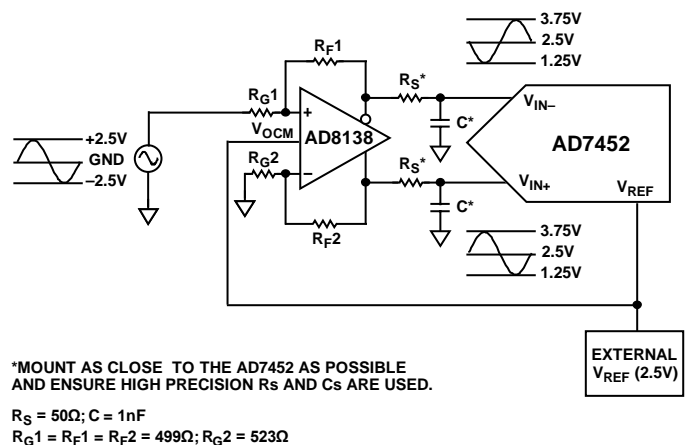 3.75V
2.5V
1.25V
RF1
RS*
RG1
+
VIN–
C*
VOCM
AD8138
AD7452
+2.5V
GND
–2.5V
RG2
–
RS*
VIN+
VREF
C*
RF2
3.75V
2.5V
1.25V
EXTERNAL
VREF (2.5V)
*MOUNT AS CLOSE TO THE AD7452 AS POSSIBLE
AND ENSURE HIGH PRECISION Rs AND Cs ARE USED.
RS = 50Ω; C = 1nF
RG1 = RF1 = RF2 = 499Ω; RG2 = 523Ω